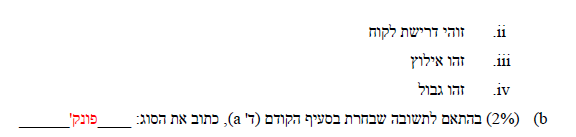 ii. זוהי דרישת לקוח
iii. זהו אילוץ
iv. זהו גבול
b) (2%) בהתאם לתשובה שבחרת בסעיף הקודם (ד' a), כתוב את הסוג: ____פונק'______